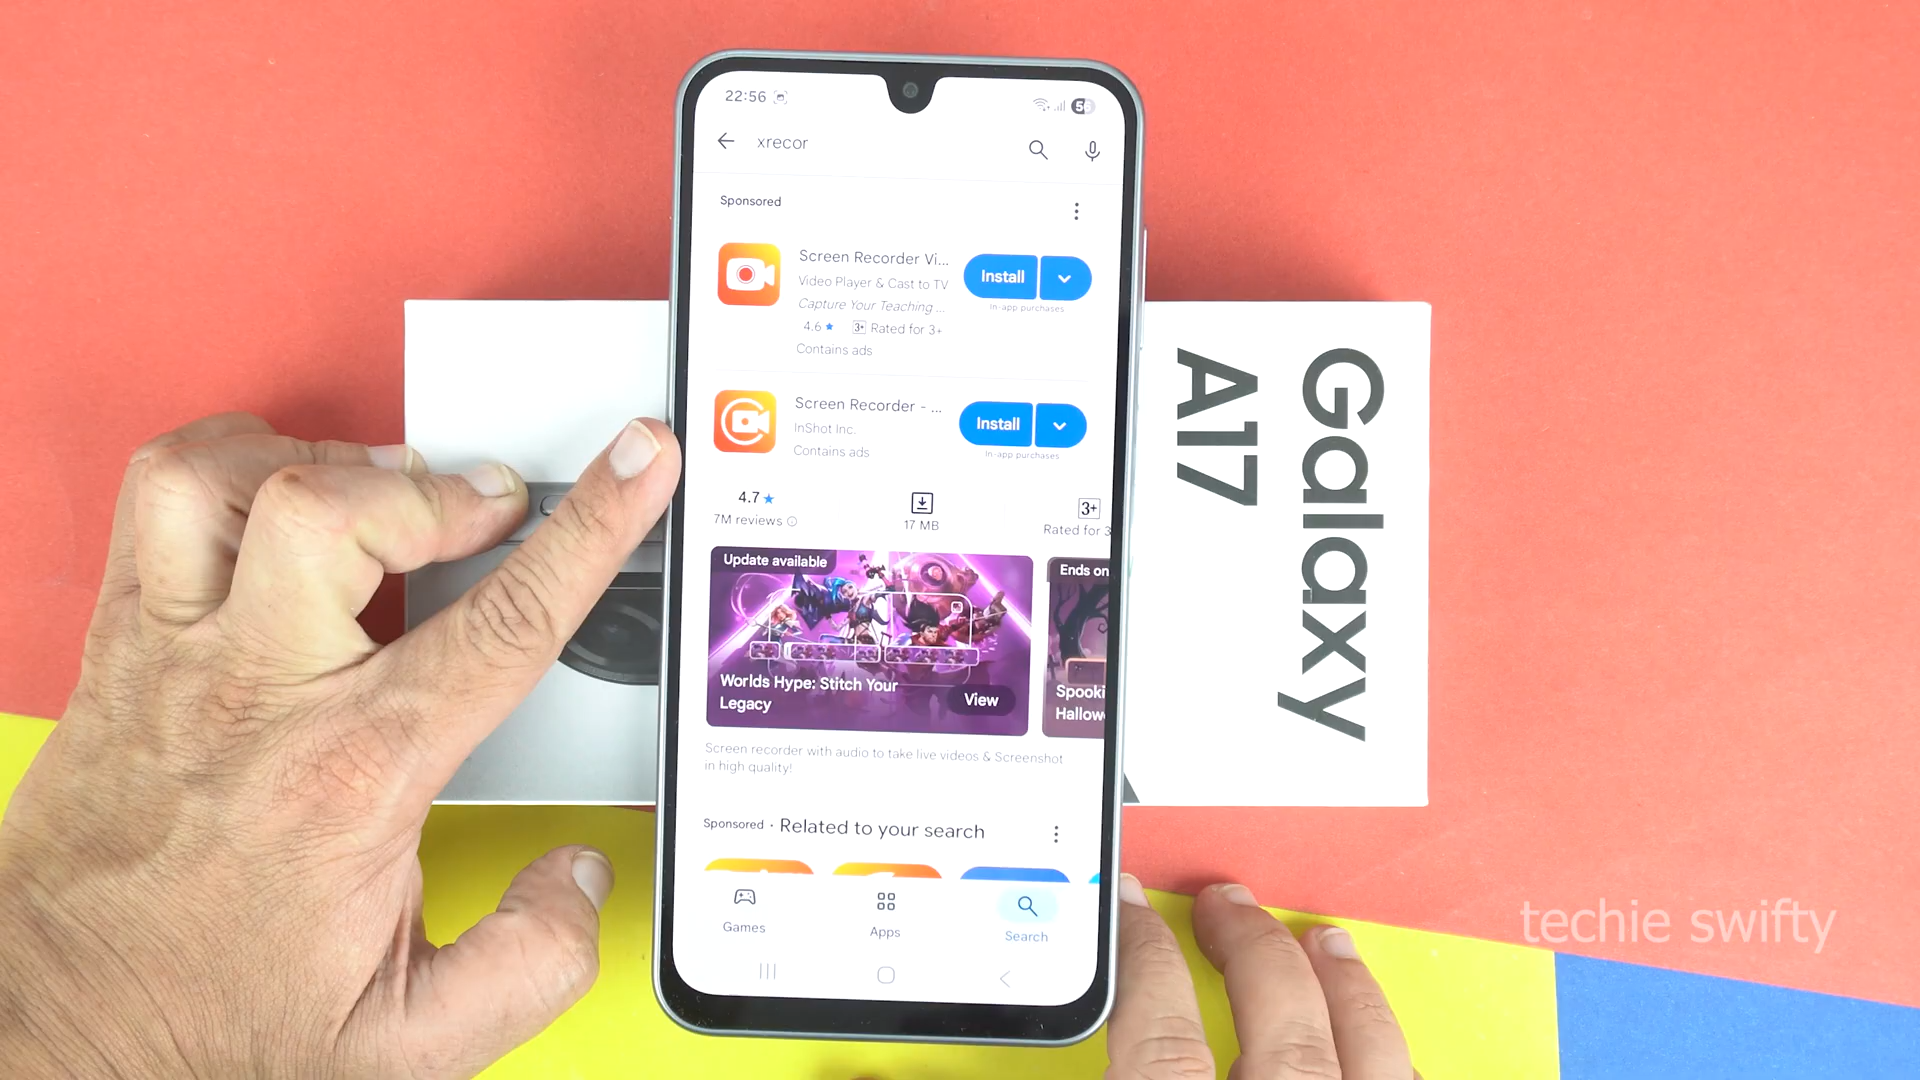 22:56
xrecor
Sponsored
Screen Recorder Vi...
Video Player & Cast to TV
Capture Your Teaching ...
4.6 ★ 3+ Rated for 3+
Contains ads
Install
In-app purchases
Screen Recorder - ...
InShot Inc.
Contains ads
Install
In-app purchases
4.7 ★
7M reviews
17 MB
3+
Rated for 3
Update available
Worlds Hype: Stitch Your
Legacy
View
Ends on
Spooki
Hallow
Screen recorder with audio to take live videos & Screenshot
in high quality!
Sponsored · Related to your search
Games
Apps
Search
Galaxy
A17
techie swifty